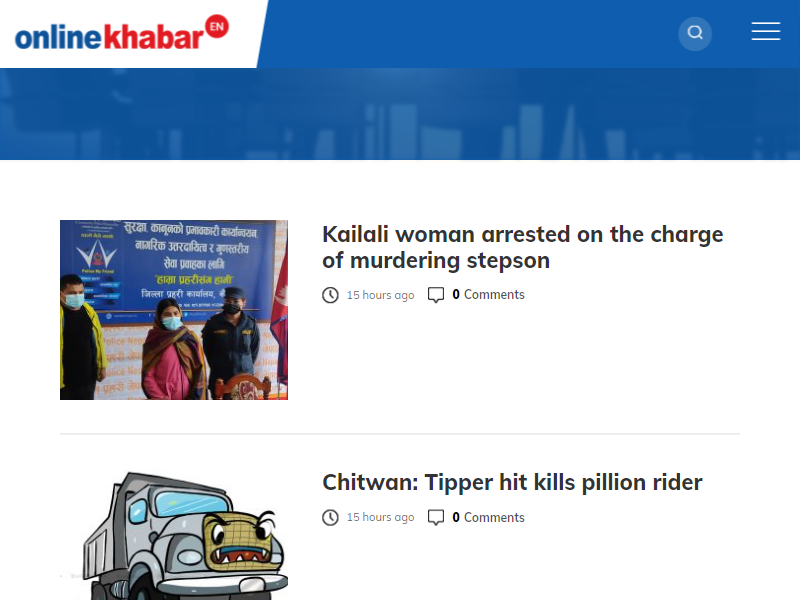 onlinekhabar EN
सुरक्षा, कानूनको प्रभावकारी कार्यान्वयन,
नागरिक उत्तरदायित्व र गुणस्तरीय
सेवा प्रवाहका लागि
"हाम्रो प्रहरीसंग हामी"
जिल्ला प्रहरी कार्यालय,
Kailali woman arrested on the charge
of murdering stepson
15 hours ago 0 Comments
Chitwan: Tipper hit kills pillion rider
15 hours ago 0 Comments